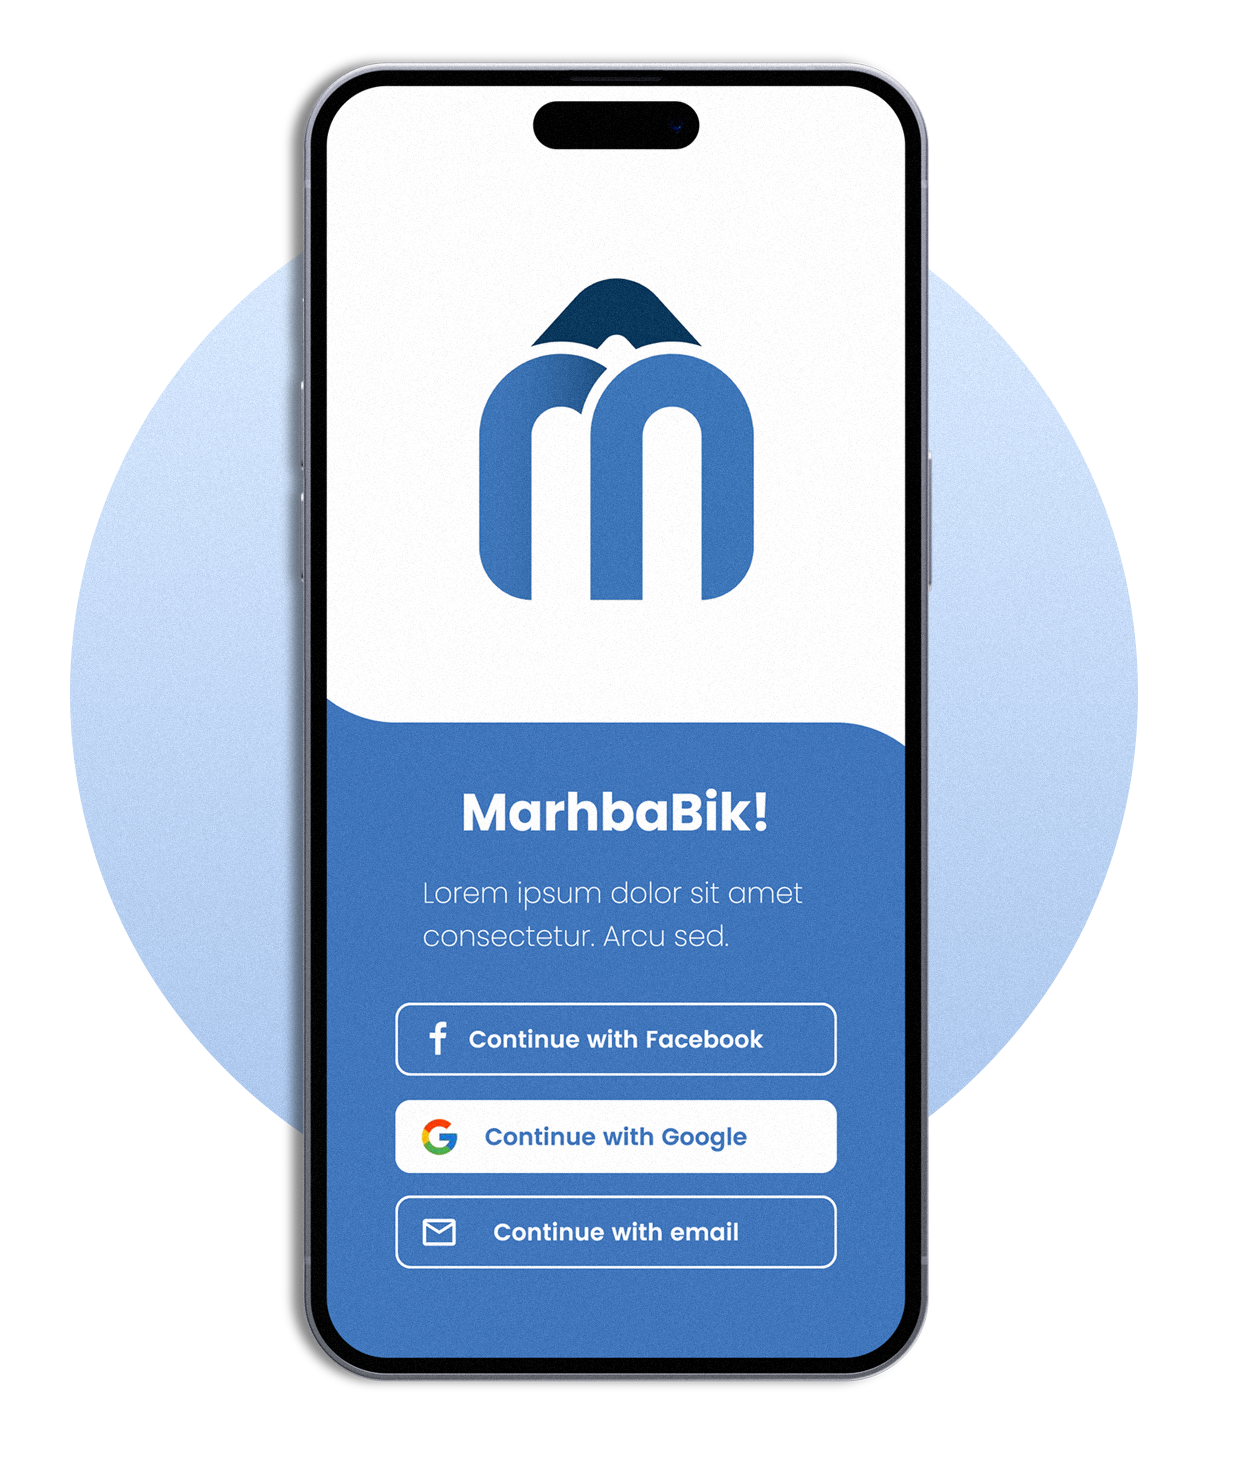 MarhbaBik!
Lorem ipsum dolor sit amet
consectetur. Arcu sed.
Continue with Facebook
Continue with Google
Continue with email